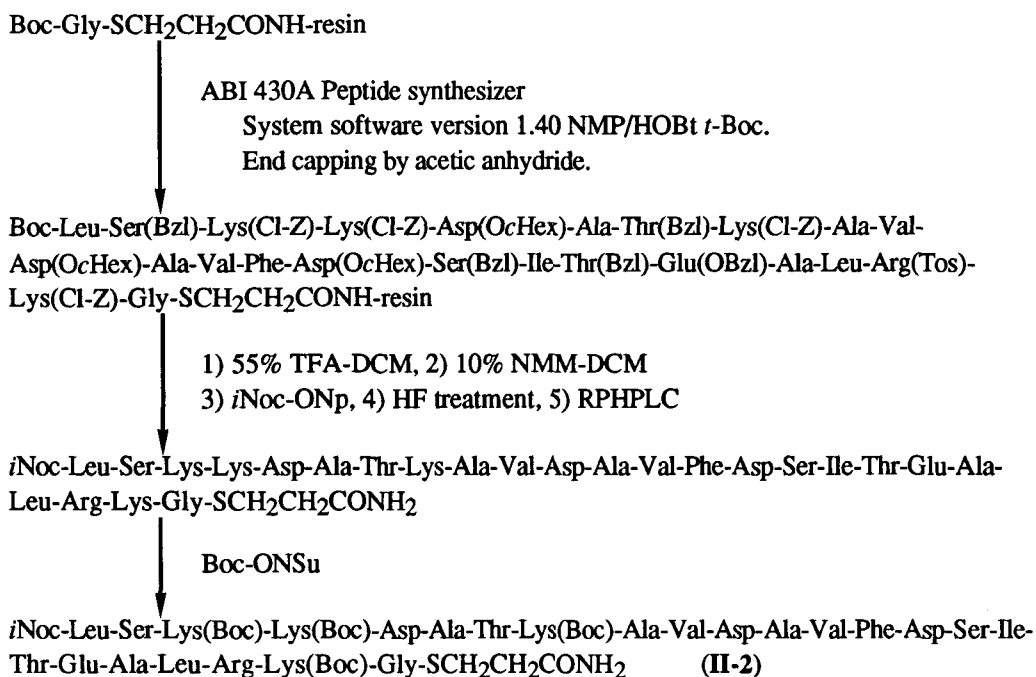 Boc-Gly-SCH2CH2CONH-resin
ABI 430A Peptide synthesizer
System software version 1.40 NMP/HOBt t-Boc.
End capping by acetic anhydride.
Boc-Leu-Ser(Bzl)-Lys(Cl-Z)-Lys(Cl-Z)-Asp(OcHex)-Ala-Thr(Bzl)-Lys(Cl-Z)-Ala-Val-
Asp(OcHex)-Ala-Val-Phe-Asp(OcHex)-Ser(Bzl)-Ile-Thr(Bzl)-Glu(OBzl)-Ala-Leu-Arg(Tos)-
Lys(Cl-Z)-Gly-SCH2CH2CONH-resin
1) 55% TFA-DCM, 2) 10% NMM-DCM
3) iNoc-ONp, 4) HF treatment, 5) RPHPLC
iNoc-Leu-Ser-Lys-Lys-Asp-Ala-Thr-Lys-Ala-Val-Asp-Ala-Val-Phe-Asp-Ser-Ile-Thr-Glu-Ala-
Leu-Arg-Lys-Gly-SCH2CH2CONH2
Boc-ONSu
iNoc-Leu-Ser-Lys(Boc)-Lys(Boc)-Asp-Ala-Thr-Lys(Boc)-Ala-Val-Asp-Ala-Val-Phe-Asp-Ser-Ile-
Thr-Glu-Ala-Leu-Arg-Lys(Boc)-Gly-SCH2CH2CONH2 (II-2)